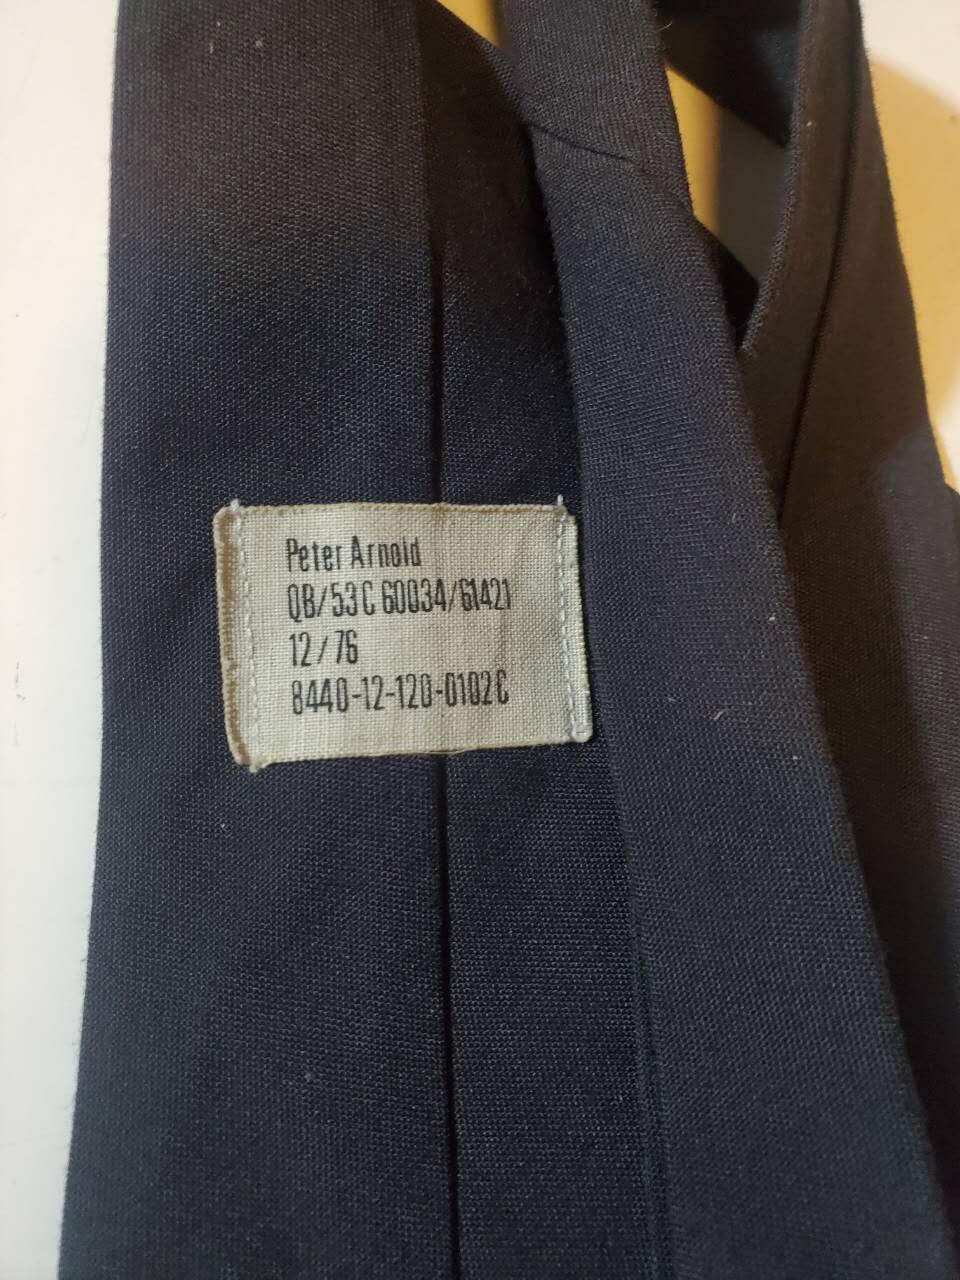 Peter Arnold
QB/53C 60034/61421
12/76
8440-12-120-0102C